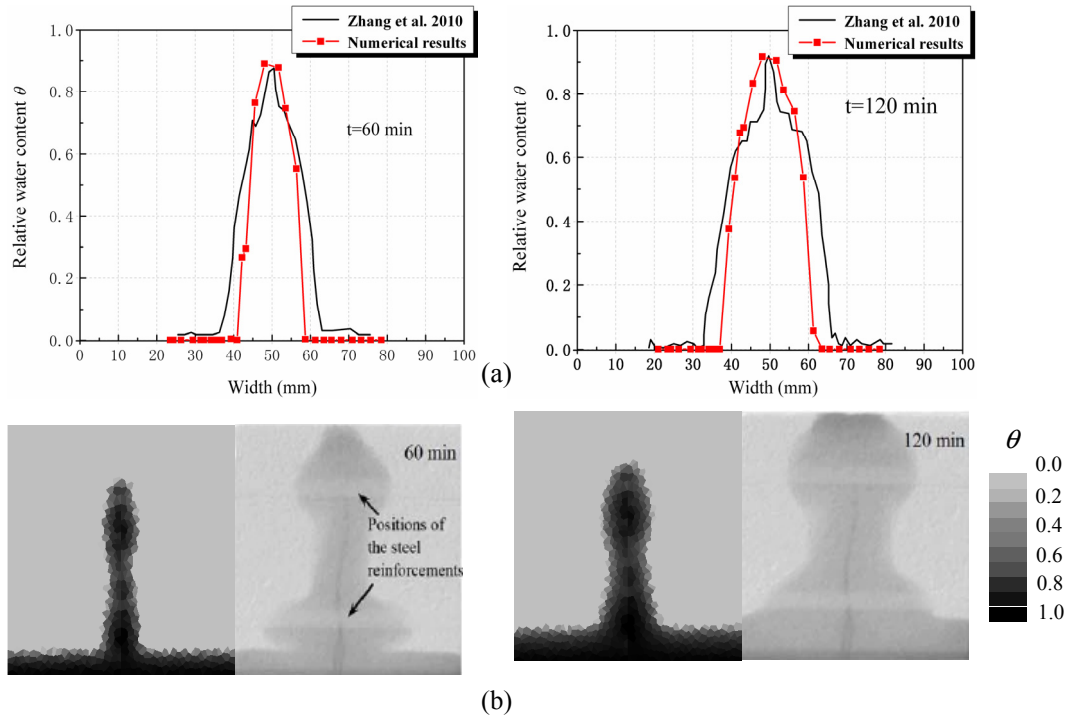 Zhang et al. 2010
Numerical results
t=60 min
Relative water content θ
1.0
0.8
0.6
0.4
0.2
0.0
0 10 20 30 40 50 60 70 80 90 100
Width (mm)
Zhang et al. 2010
Numerical results
t=120 min
Relative water content θ
1.0
0.8
0.6
0.4
0.2
0.0
0 10 20 30 40 50 60 70 80 90 100
Width (mm)
(a)
60 min
Positions of
the steel
reinforcements
120 min
θ
0.0
0.2
0.4
0.6
0.8
1.0
(b)